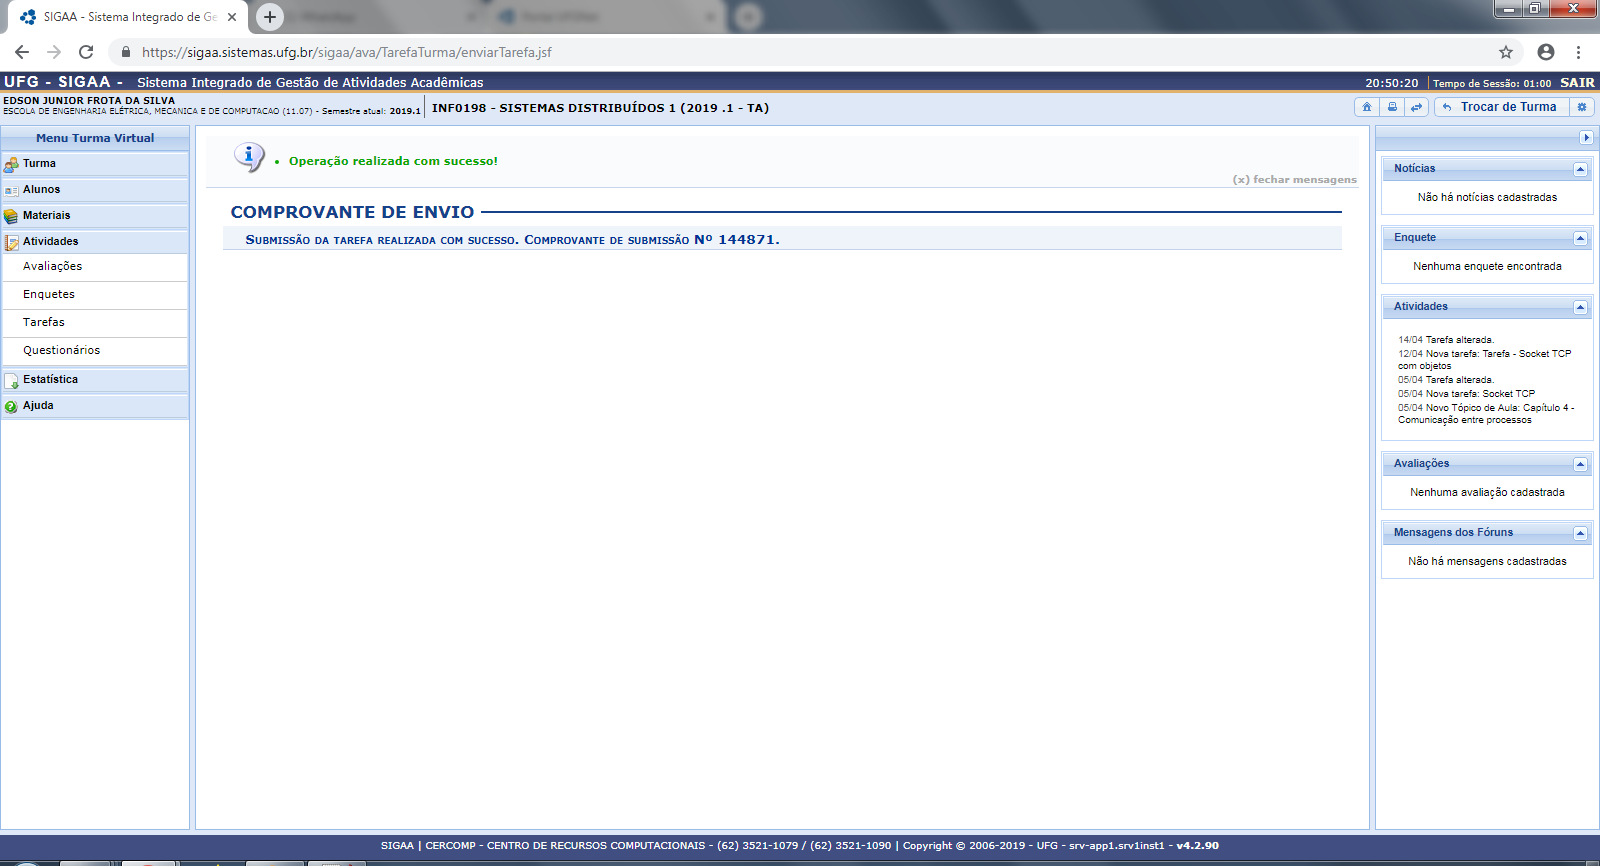 SIGAA - Sistema Integrado de Ge
https://sigaa.sistemas.ufg.br/sigaa/ava/TarefaTurma/enviarTarefa.jsf
UFG - SIGAA - Sistema Integrado de Gestão de Atividades Acadêmicas
20:50:20 Tempo de Sessão: 01:00 SAIR
EDSON JUNIOR FROTA DA SILVA
ESCOLA DE ENGENHARIA ELÉTRICA, MECANICA E DE COMPUTACAO (11.07) - Semestre atual: 2019.1
INF0198 - SISTEMAS DISTRIBUÍDOS 1 (2019 .1 - TA)
Trocar de Turma
Menu Turma Virtual
Turma
Alunos
Materiais
Atividades
Avaliações
Enquetes
Tarefas
Questionários
Estatística
Ajuda
Operação realizada com sucesso!
(x) fechar mensagens
COMPROVANTE DE ENVIO
Submissão da tarefa realizada com sucesso. Comprovante de submissão Nº 144871.
Notícias
Não há notícias cadastradas
Enquete
Nenhuma enquete encontrada
Atividades
14/04 Tarefa alterada.
12/04 Nova tarefa: Tarefa - Socket TCP
com objetos
05/04 Tarefa alterada.
05/04 Nova tarefa: Socket TCP
05/04 Novo Tópico de Aula: Capítulo 4 -
Comunicação entre processos
Avaliações
Nenhuma avaliação cadastrada
Mensagens dos Fóruns
Não há mensagens cadastradas
SIGAA | CERCOMP - CENTRO DE RECURSOS COMPUTACIONAIS - (62) 3521-1079 / (62) 3521-1090 | Copyright © 2006-2019 - UFG - srv-app1.srv1inst1 - v4.2.90